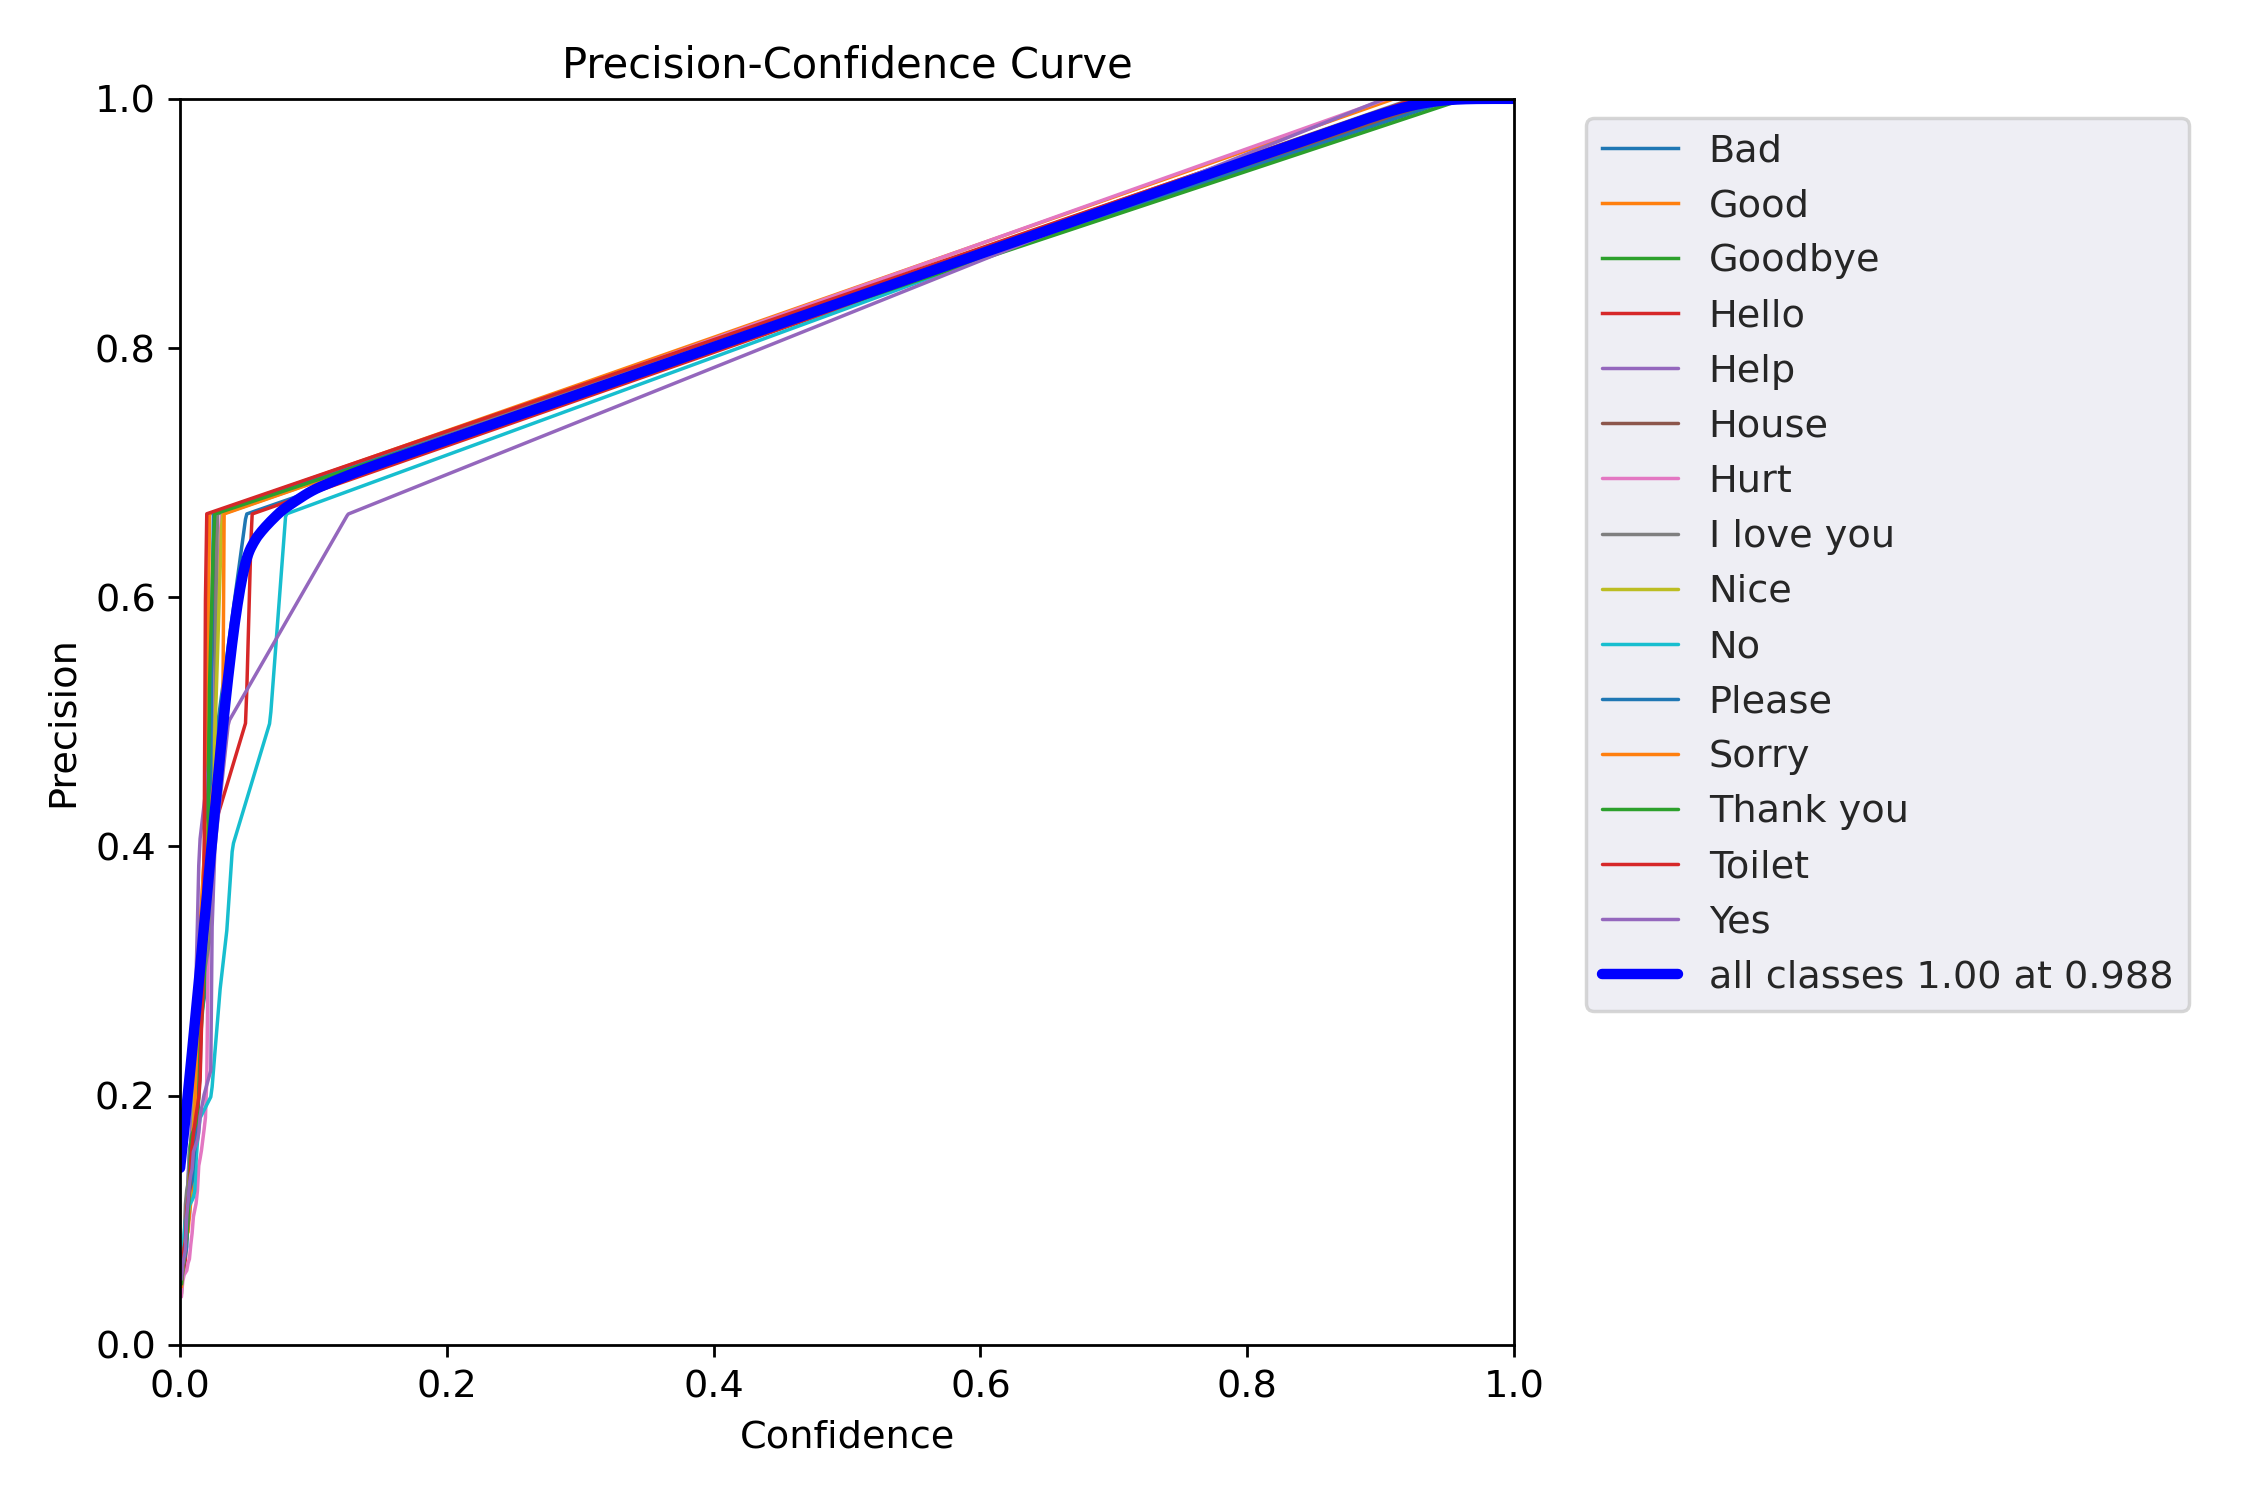 Precision-Confidence Curve
1.0
0.8
0.6
0.4
0.2
0.0
Precision
0.0 0.2 0.4 0.6 0.8 1.0
Confidence
Bad
Good
Goodbye
Hello
Help
House
Hurt
I love you
Nice
No
Please
Sorry
Thank you
Toilet
Yes
all classes 1.00 at 0.988